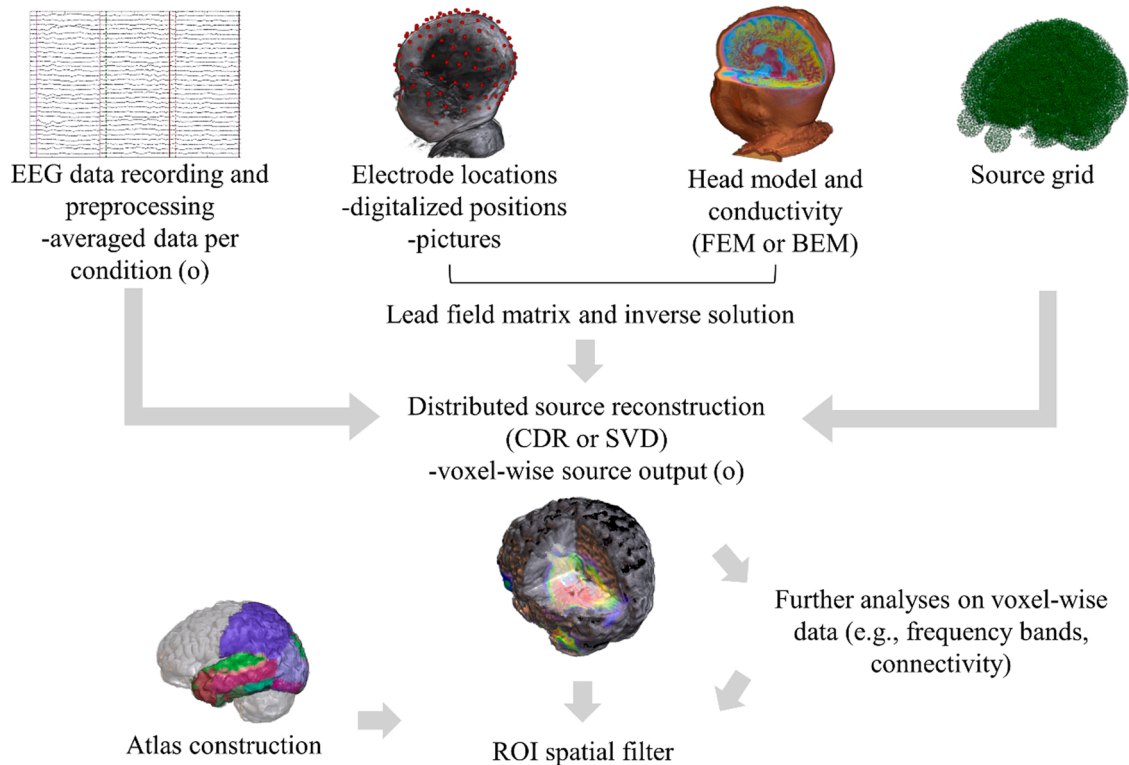 EEG data recording and
preprocessing
-averaged data per
condition (o)
Electrode locations
-digitalized positions
-pictures
Head model and
conductivity
(FEM or BEM)
Source grid
Lead field matrix and inverse solution
Distributed source reconstruction
(CDR or SVD)
-voxel-wise source output (o)
Further analyses on voxel-wise
data (e.g., frequency bands,
connectivity)
Atlas construction
ROI spatial filter